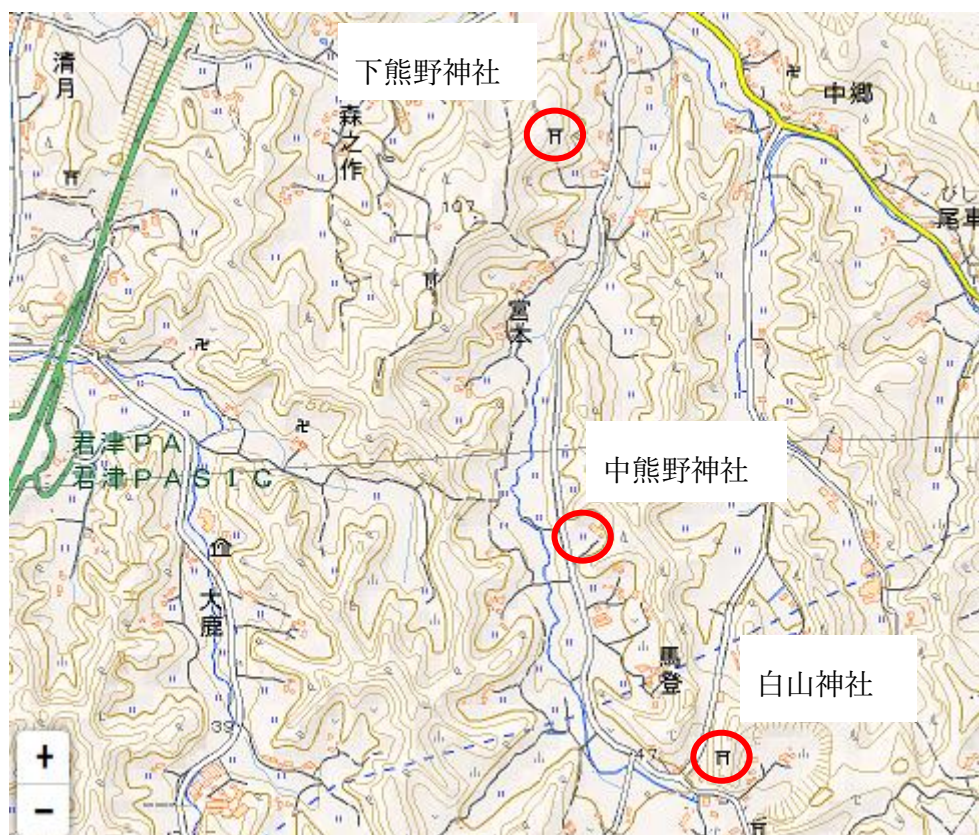 下熊野神社
清月
中郷
森之作
107
尾車
富本
君津PA
君津PASIC
中熊野神社
大鹿
馬登
白山神社
39
47
+
−